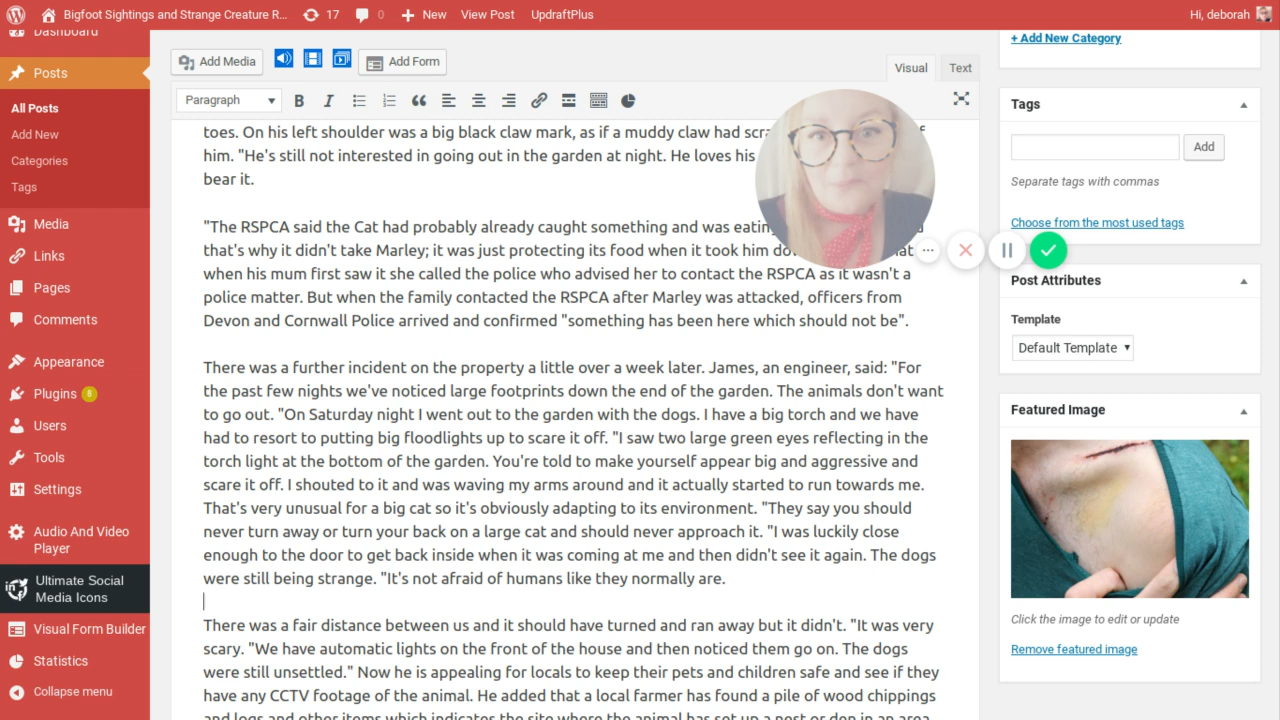 Bigfoot Sightings and Strange Creature R...
17
0
New
View Post
UpdraftPlus
Hi, deborah
Dashboard
Posts
All Posts
Add New
Categories
Tags
Media
Links
Pages
Comments
Appearance
Plugins 8
Users
Tools
Settings
Audio And Video
Player
Ultimate Social
Media Icons
Visual Form Builder
Statistics
Collapse menu
Add Media
Add Form
Visual
Text
Paragraph
toes. On his left shoulder was a big black claw mark, as if a muddy claw had
him. "He's still not interested in going out in the garden at night. He loves his
bear it.
"The RSPCA said the Cat had probably already caught something and was
that's why it didn't take Marley; it was just protecting its food when it took him
when his mum first saw it she called the police who advised her to contact the RSPCA as it wasn't a
police matter. But when the family contacted the RSPCA after Marley was attacked, officers from
Devon and Cornwall Police arrived and confirmed "something has been here which should not be".
There was a further incident on the property a little over a week later. James, an engineer, said: "For
the past few nights we've noticed large footprints down the end of the garden. The animals don't want
to go out. "On Saturday night I went out to the garden with the dogs. I have a big torch and we have
had to resort to putting big floodlights up to scare it off. "I saw two large green eyes reflecting in the
torch light at the bottom of the garden. You're told to make yourself appear big and aggressive and
scare it off. I shouted to it and was waving my arms around and it actually started to run towards me.
That's very unusual for a big cat so it's obviously adapting to its environment. "They say you should
never turn away or turn your back on a large cat and should never approach it. "I was luckily close
enough to the door to get back inside when it was coming at me and then didn't see it again. The dogs
were still being strange. "It's not afraid of humans like they normally are.
There was a fair distance between us and it should have turned and ran away but it didn't. "It was very
scary. "We have automatic lights on the front of the house and then noticed them go on. The dogs
were still unsettled." Now he is appealing for locals to keep their pets and children safe and see if they
have any CCTV footage of the animal. He added that a local farmer has found a pile of wood chippings
and logs and other items which indicates the site where the animal has set up a nest or den in an area
+ Add New Category
Tags
Add
Separate tags with commas
Choose from the most used tags
Post Attributes
Template
Default Template
Featured Image
Click the image to edit or update
Remove featured image